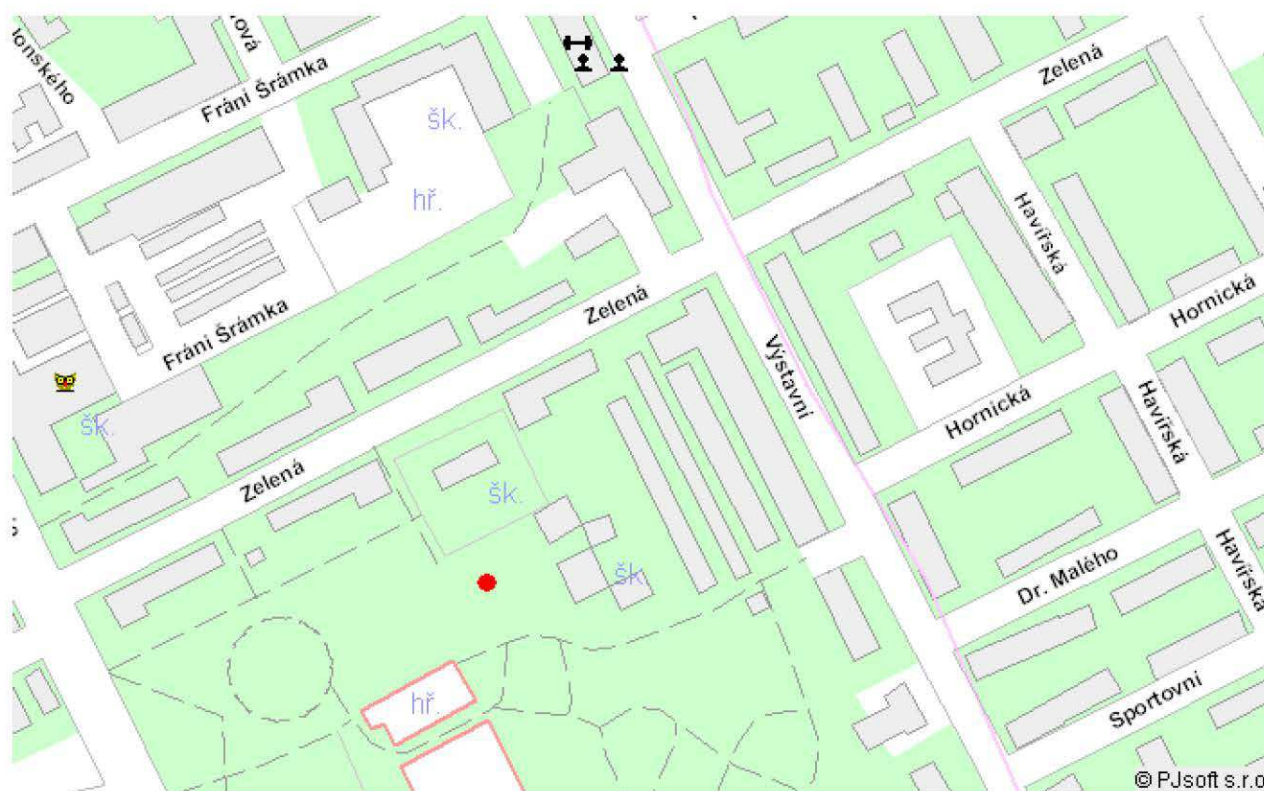 Fráni Šrámka
Zelená
šk.
hř.
Havířská
Zelená
Hornická
Fráni Šrámka
Výstavní
Hornická
Havířská
šk.
Zelená
šk.
šk.
Havířská
Dr. Malého
hř.
Sportovní
© PJsoft s.r.o